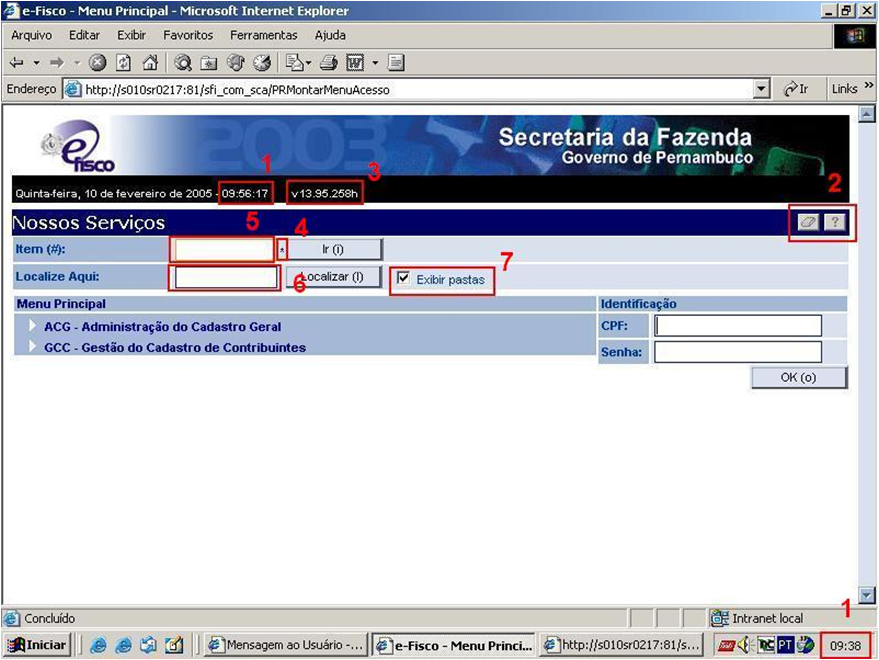 e-Fisco - Menu Principal - Microsoft Internet Explorer
Arquivo Editar Exibir Favoritos Ferramentas Ajuda
Endereço http://s010sr0217:81/sfi_com_sca/PRMontarMenuAcesso Ir Links »
e fisco 2003 Secretaria da Fazenda
Governo de Pernambuco
1 3 2
Quinta-feira, 10 de fevereiro de 2005 - 09:56:17 v13.95.258h
Nossos Serviços 5 4 ?
Item (#): * Ir (i)
7
Localize Aqui: 6 Localizar (l) Exibir pastas
Menu Principal Identificação
ACG - Administração do Cadastro Geral CPF:
GCC - Gestão do Cadastro de Contribuintes Senha:
OK (o)
1
Concluído Intranet local
Iniciar Mensagem ao Usuário -... e-Fisco - Menu Princi... http://s010sr0217:81/s... PT 09:38